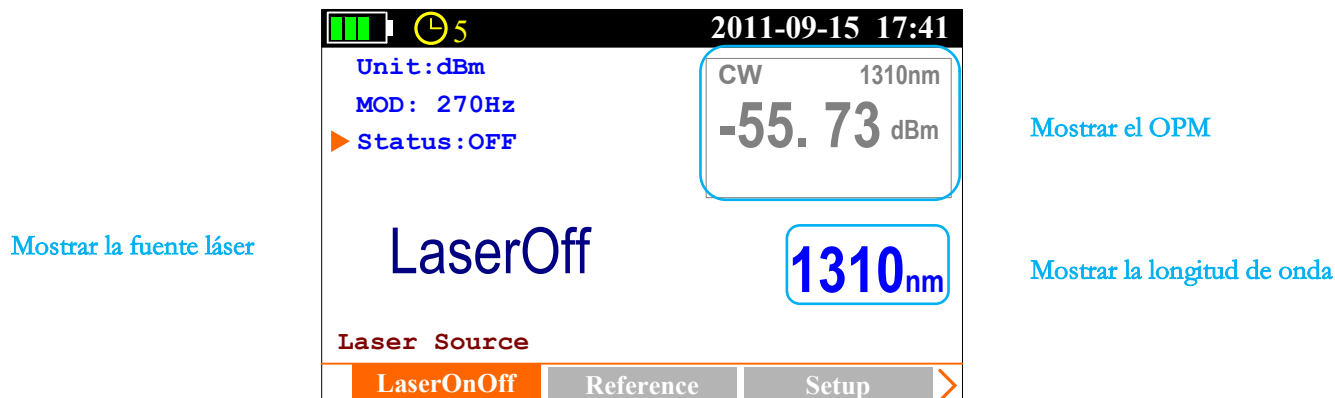 5 2011-09-15 17:41
Unit:dBm
MOD: 270Hz
Status:OFF
CW 1310nm
-55. 73 dBm
Mostrar el OPM
Mostrar la fuente láser
LaserOff
1310nm
Mostrar la longitud de onda
Laser Source
LaserOnOff Reference Setup